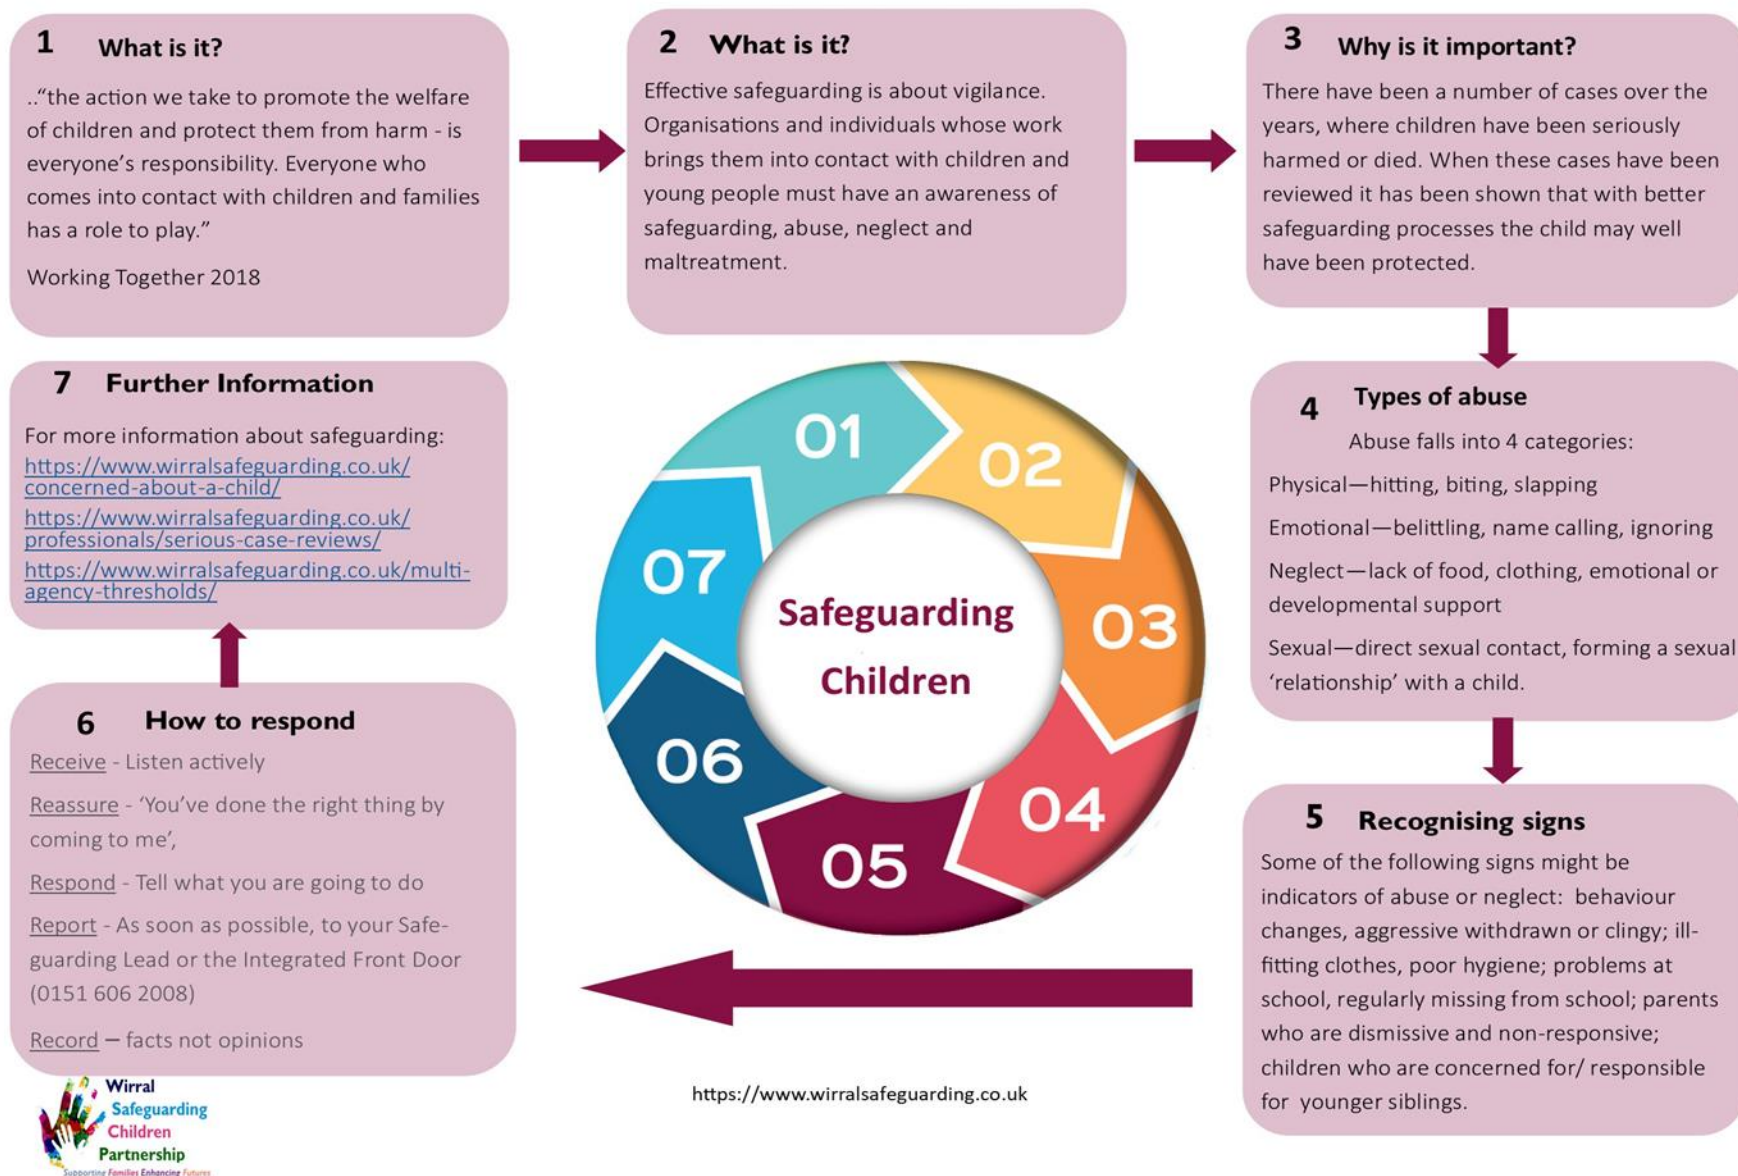 1 What is it?
..“the action we take to promote the welfare
of children and protect them from harm - is
everyone’s responsibility. Everyone who
comes into contact with children and families
has a role to play.”
Working Together 2018
2 What is it?
Effective safeguarding is about vigilance.
Organisations and individuals whose work
brings them into contact with children and
young people must have an awareness of
safeguarding, abuse, neglect and
maltreatment.
3 Why is it important?
There have been a number of cases over the
years, where children have been seriously
harmed or died. When these cases have been
reviewed it has been shown that with better
safeguarding processes the child may well
have been protected.
4 Types of abuse
Abuse falls into 4 categories:
Physical—hitting, biting, slapping
Emotional—belittling, name calling, ignoring
Neglect—lack of food, clothing, emotional or
developmental support
Sexual—direct sexual contact, forming a sexual
‘relationship’ with a child.
5 Recognising signs
Some of the following signs might be
indicators of abuse or neglect: behaviour
changes, aggressive withdrawn or clingy; ill-
fitting clothes, poor hygiene; problems at
school, regularly missing from school; parents
who are dismissive and non-responsive;
children who are concerned for/ responsible
for younger siblings.
6 How to respond
Receive - Listen actively
Reassure - ‘You’ve done the right thing by
coming to me’,
Respond - Tell what you are going to do
Report - As soon as possible, to your Safe-
guarding Lead or the Integrated Front Door
(0151 606 2008)
Record – facts not opinions
7 Further Information
For more information about safeguarding:
https://www.wirralsafeguarding.co.uk/
concerned-about-a-child/
https://www.wirralsafeguarding.co.uk/
professionals/serious-case-reviews/
https://www.wirralsafeguarding.co.uk/multi-
agency-thresholds/
01
02
03
04
05
06
07
Safeguarding
Children
https://www.wirralsafeguarding.co.uk
Wirral
Safeguarding
Children
Partnership
Supporting Families Enhancing Futures